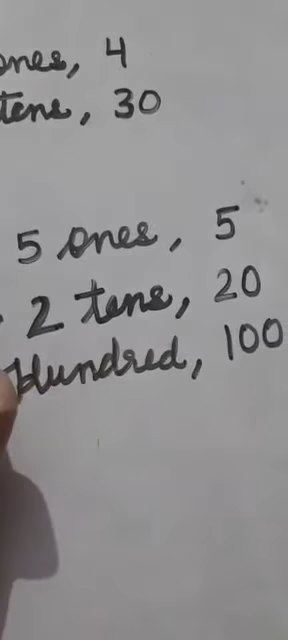 ones, 4
tens, 30
5 ones, 5
2 tens, 20
Hundred, 100